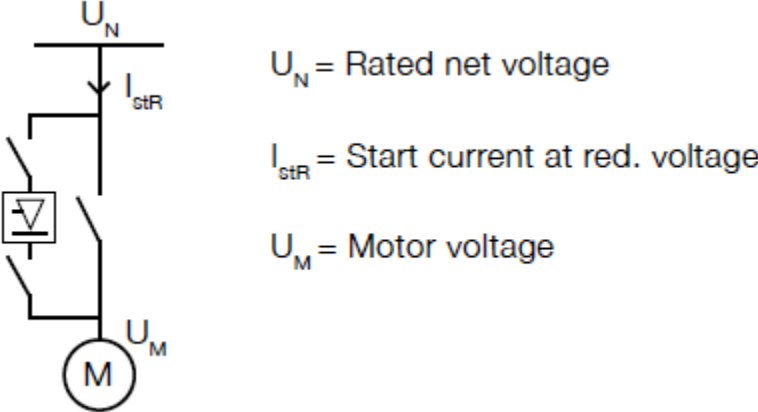 U_N
U_N = Rated net voltage
I_stR
I_stR = Start current at red. voltage
U_M = Motor voltage
U_M
M